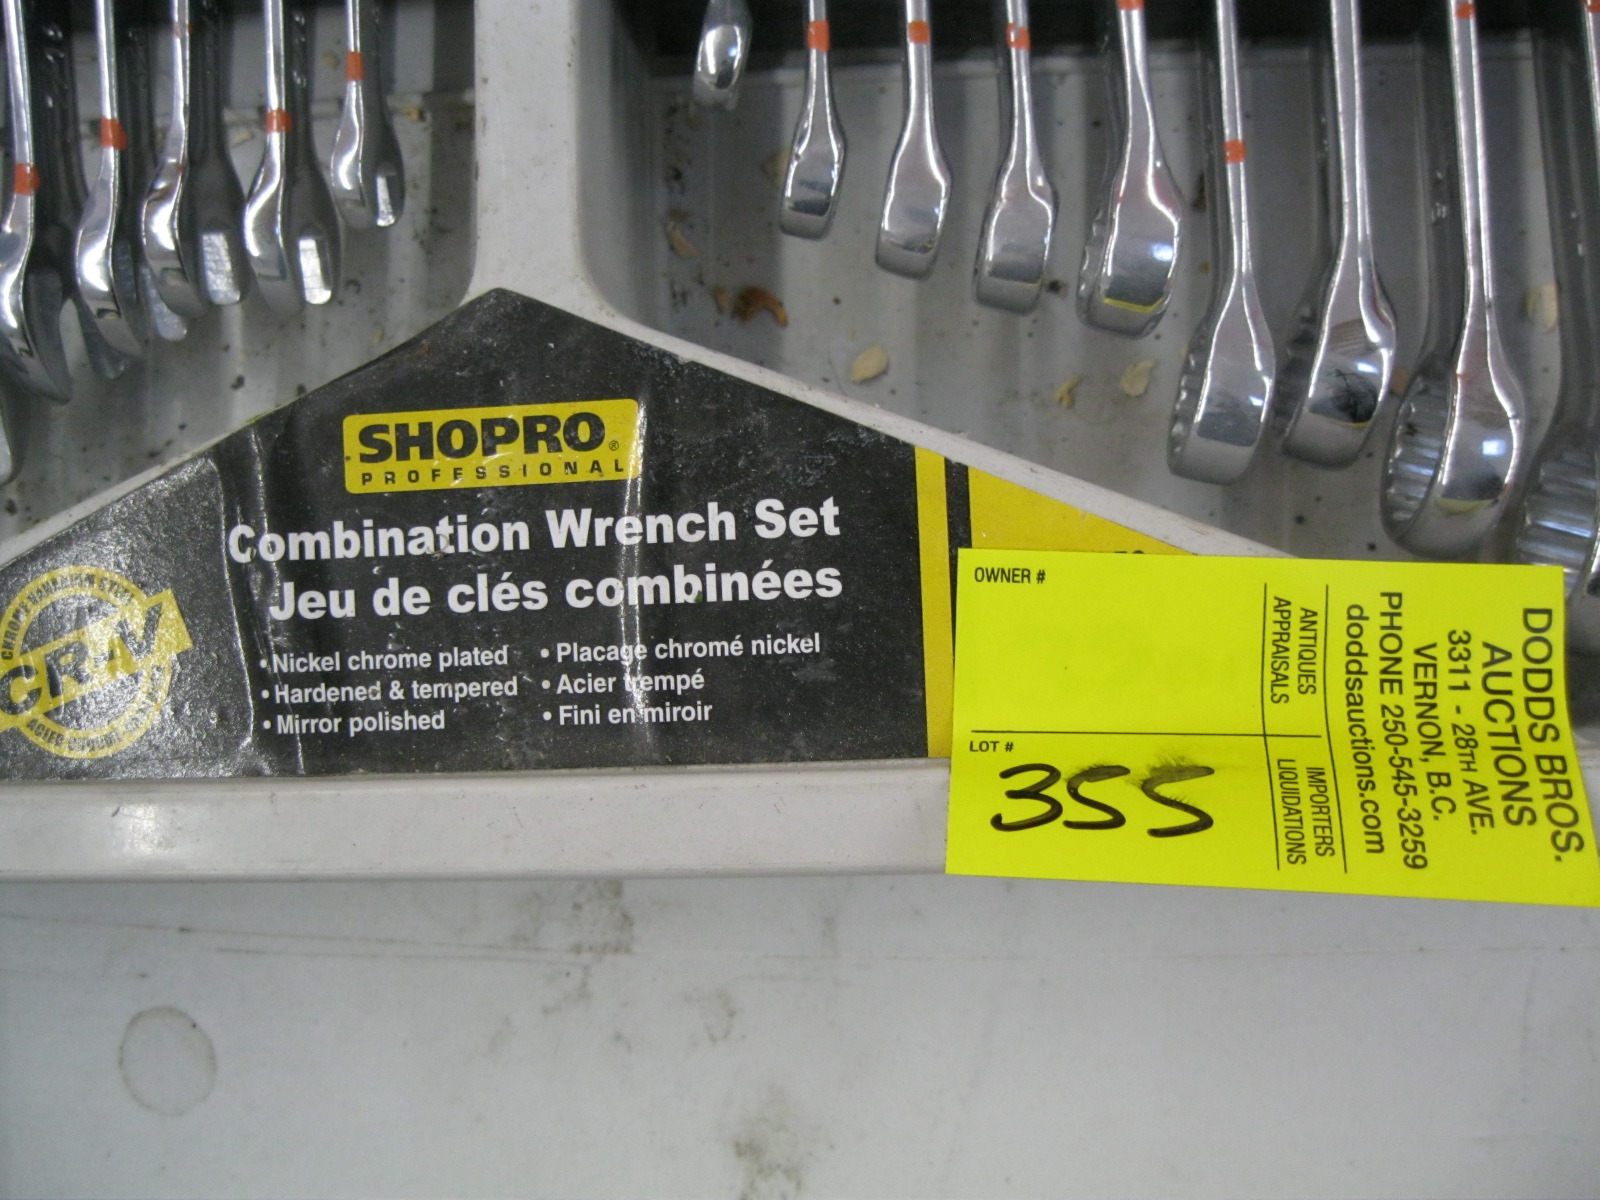 SHOPRO®
PROFESSIONAL
Combination Wrench Set
Jeu de clés combinées
• Nickel chrome plated
• Hardened & tempered
• Mirror polished
• Placage chromé nickel
• Acier trempé
• Fini en miroir
CR-V
OWNER #
LOT #
355
ANTIQUES
APPRAISALS
IMPORTERS
LIQUIDATIONS
DODDS BROS.
AUCTIONS
3311 - 28TH AVE.
VERNON, B.C.
PHONE 250-545-3259
doddsauctions.com